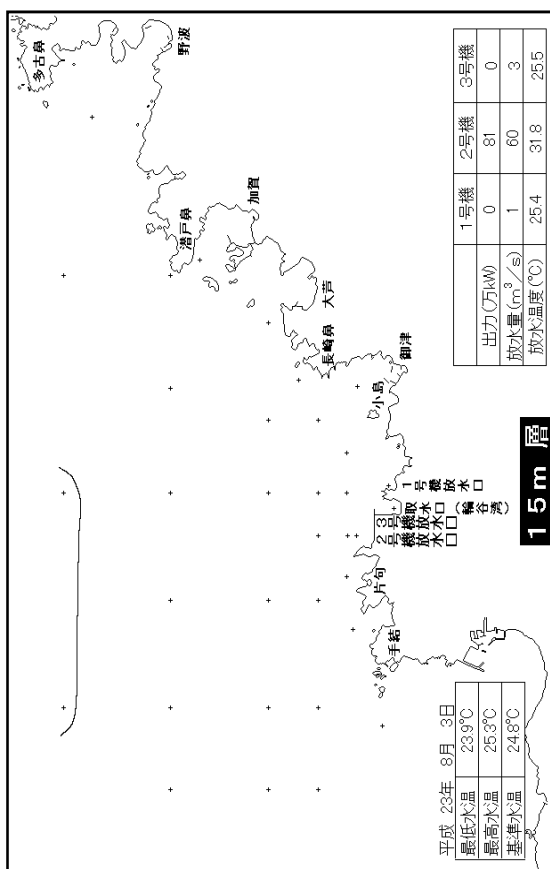 多古鼻
野波
潜戸鼻
加賀
大芦
長崎鼻
御津
小島
1号機放水口
取水口
(輪谷湾)
3号機放水口
2号機放水口
片句
手結
15m 層
1号機 2号機 3号機
出力(万kW) 0 81 0
放水量(m³/s) 1 60 3
放水温度(℃) 25.4 31.8 25.5
平成 23年 8月 3日
最低水温 23.9℃
最高水温 25.3℃
基準水温 24.8℃